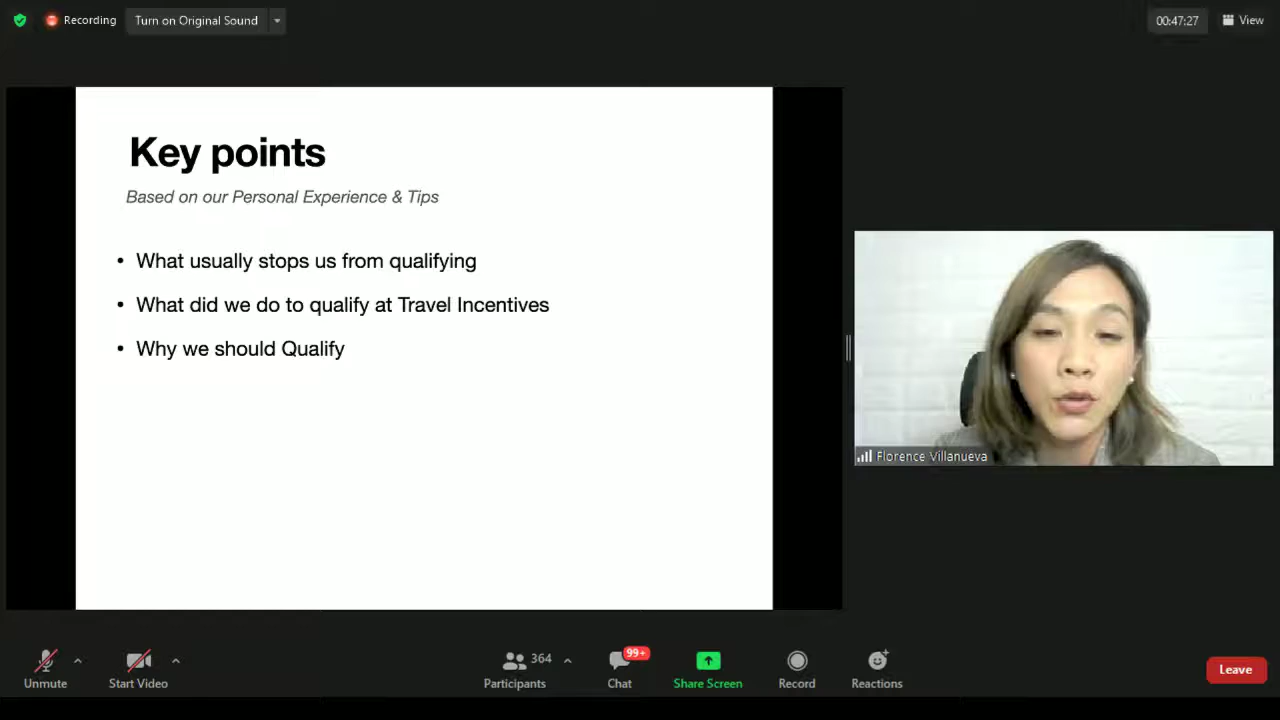 Recording
Turn on Original Sound
00:47:27
View
Key points
Based on our Personal Experience & Tips
• What usually stops us from qualifying
• What did we do to qualify at Travel Incentives
• Why we should Qualify
Florence Villanueva
Unmute
Start Video
364
Participants
99+
Chat
Share Screen
Record
Reactions
Leave